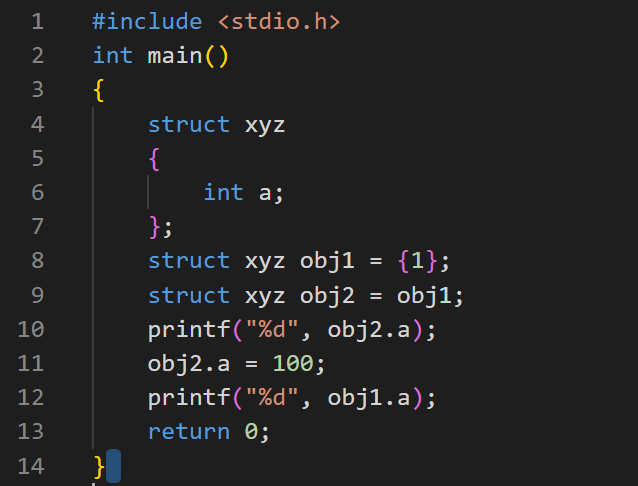 1 #include <stdio.h>
2 int main()
3 {
4     struct xyz
5     {
6         int a;
7     };
8     struct xyz obj1 = {1};
9     struct xyz obj2 = obj1;
10     printf("%d", obj2.a);
11     obj2.a = 100;
12     printf("%d", obj1.a);
13     return 0;
14 }